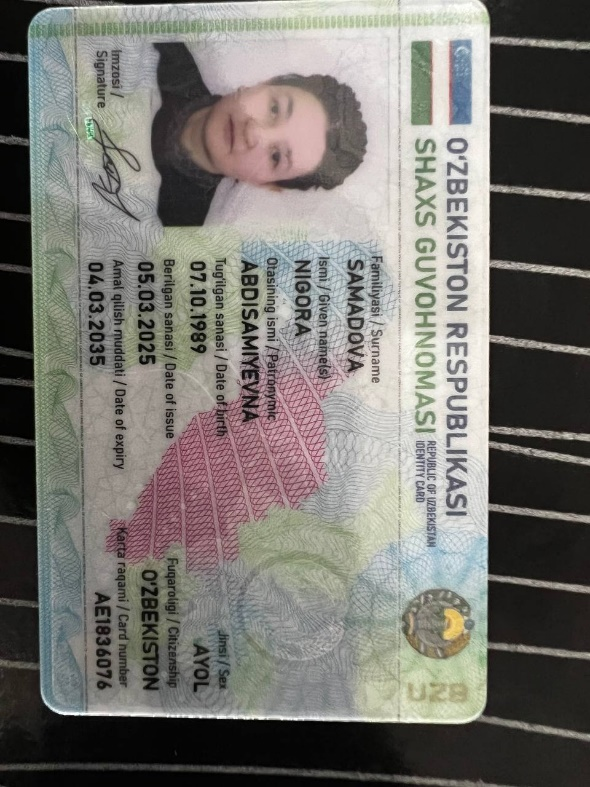 O'ZBEKISTON RESPUBLIKASI
SHAXS GUVOHNOMASI
REPUBLIC OF UZBEKISTAN
IDENTITY CARD
UZB
Familiyasi / Surname
SAMADOVA
Ismi / Given name(s)
NIGORA
Otasining ismi / Patronymic
ABDISAMIYEVNA
Tug'ilgan sanasi / Date of birth
07.10.1989
Jinsi / Sex
AYOL
Berilgan sanasi / Date of issue
05.03.2025
Fuqaroligi / Citizenship
O'ZBEKISTON
Amal qilish muddati / Date of expiry
04.03.2035
Karta raqami / Card number
AE1836076
Imzosi /
Signature